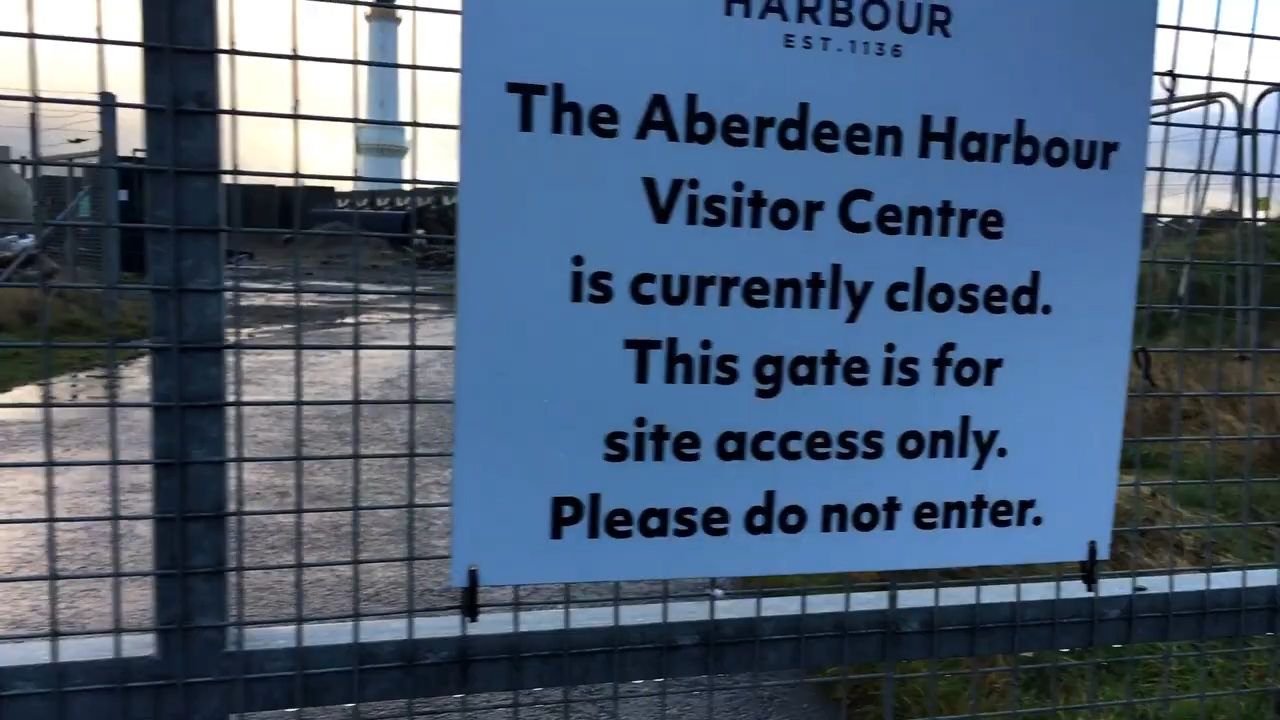 HARBOUR
EST.1136
The Aberdeen Harbour
Visitor Centre
is currently closed.
This gate is for
site access only.
Please do not enter.